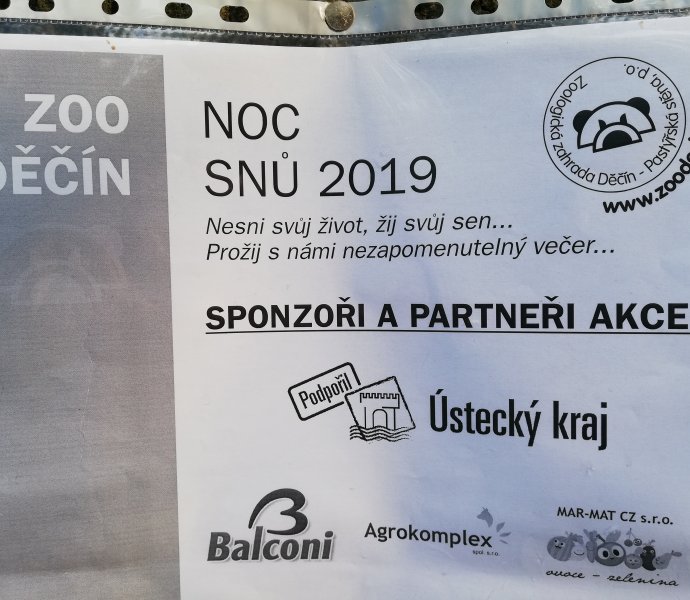 ZOO
DĚČÍN
NOC
SNŮ 2019
Nesni svůj život, žij svůj sen...
Prožij s námi nezapomenutelný večer...
Zoologická zahrada Děčín - Pastýřská stěna, p.o.
www.zoodc
SPONZOŘI A PARTNEŘI AKCE
Podpořil
Ústecký kraj
Balconi
Agrokomplex
spol. s.r.o.
MAR-MAT CZ s.r.o.
ovoce - zelenina